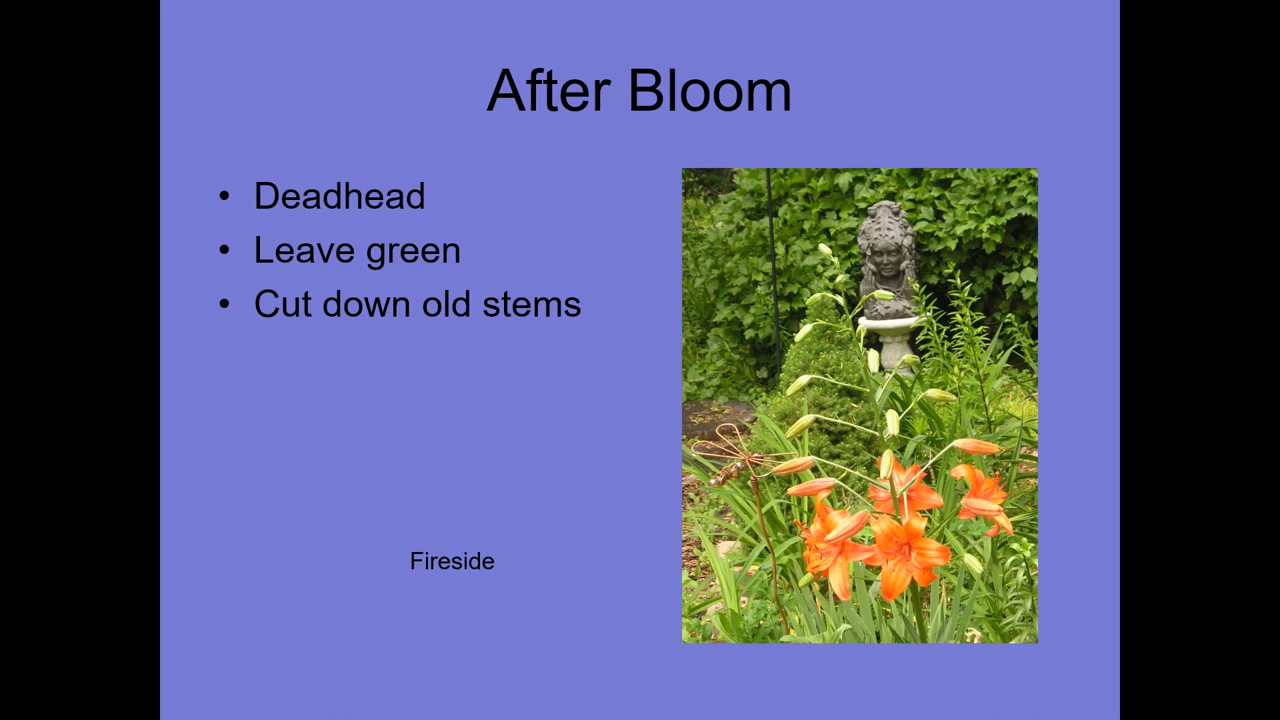 After Bloom
• Deadhead
• Leave green
• Cut down old stems
Fireside